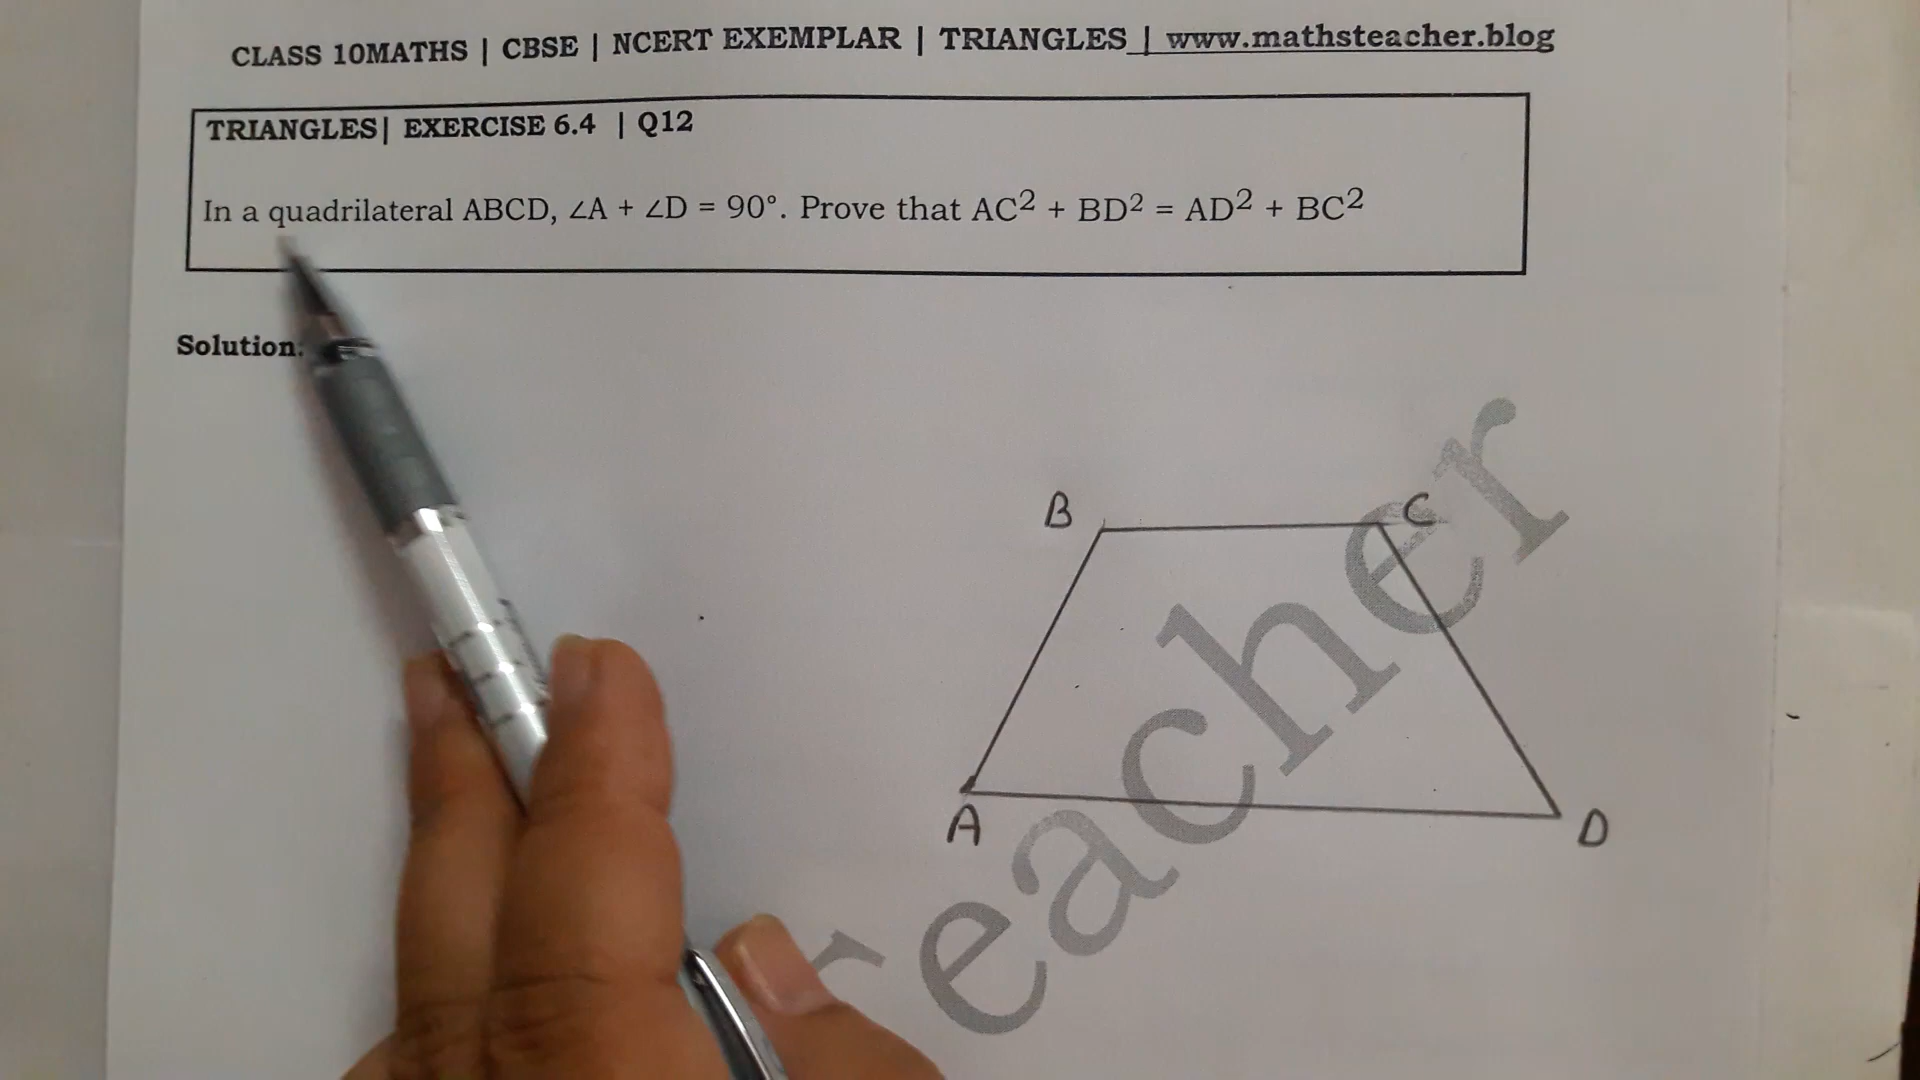 CLASS 10MATHS | CBSE | NCERT EXEMPLAR | TRIANGLES | www.mathsteacher.blog
TRIANGLES| EXERCISE 6.4 | Q12
In a quadrilateral ABCD, ∠A + ∠D = 90°. Prove that AC² + BD² = AD² + BC²
Solution:
B C
A D
reacher